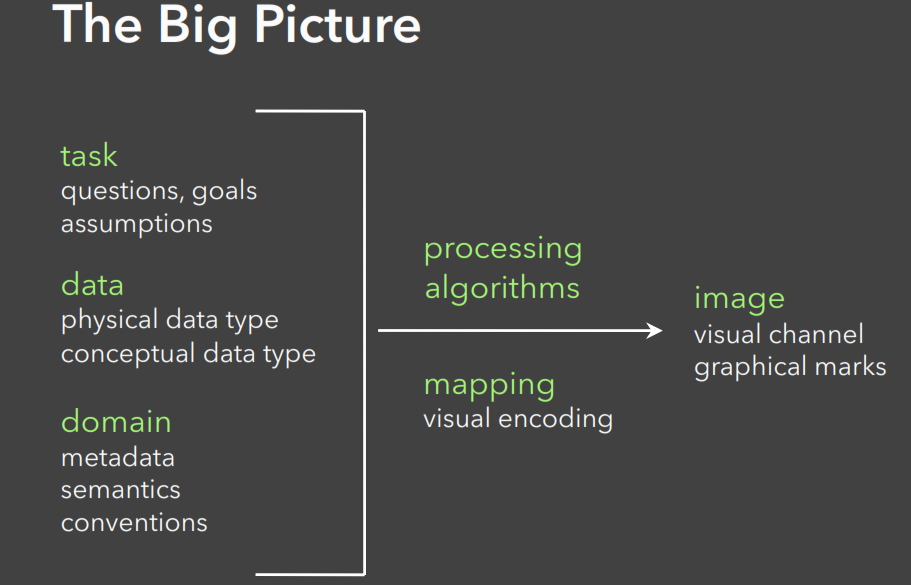 The Big Picture
task
questions, goals
assumptions
data
physical data type
conceptual data type
domain
metadata
semantics
conventions
processing
algorithms
mapping
visual encoding
image
visual channel
graphical marks